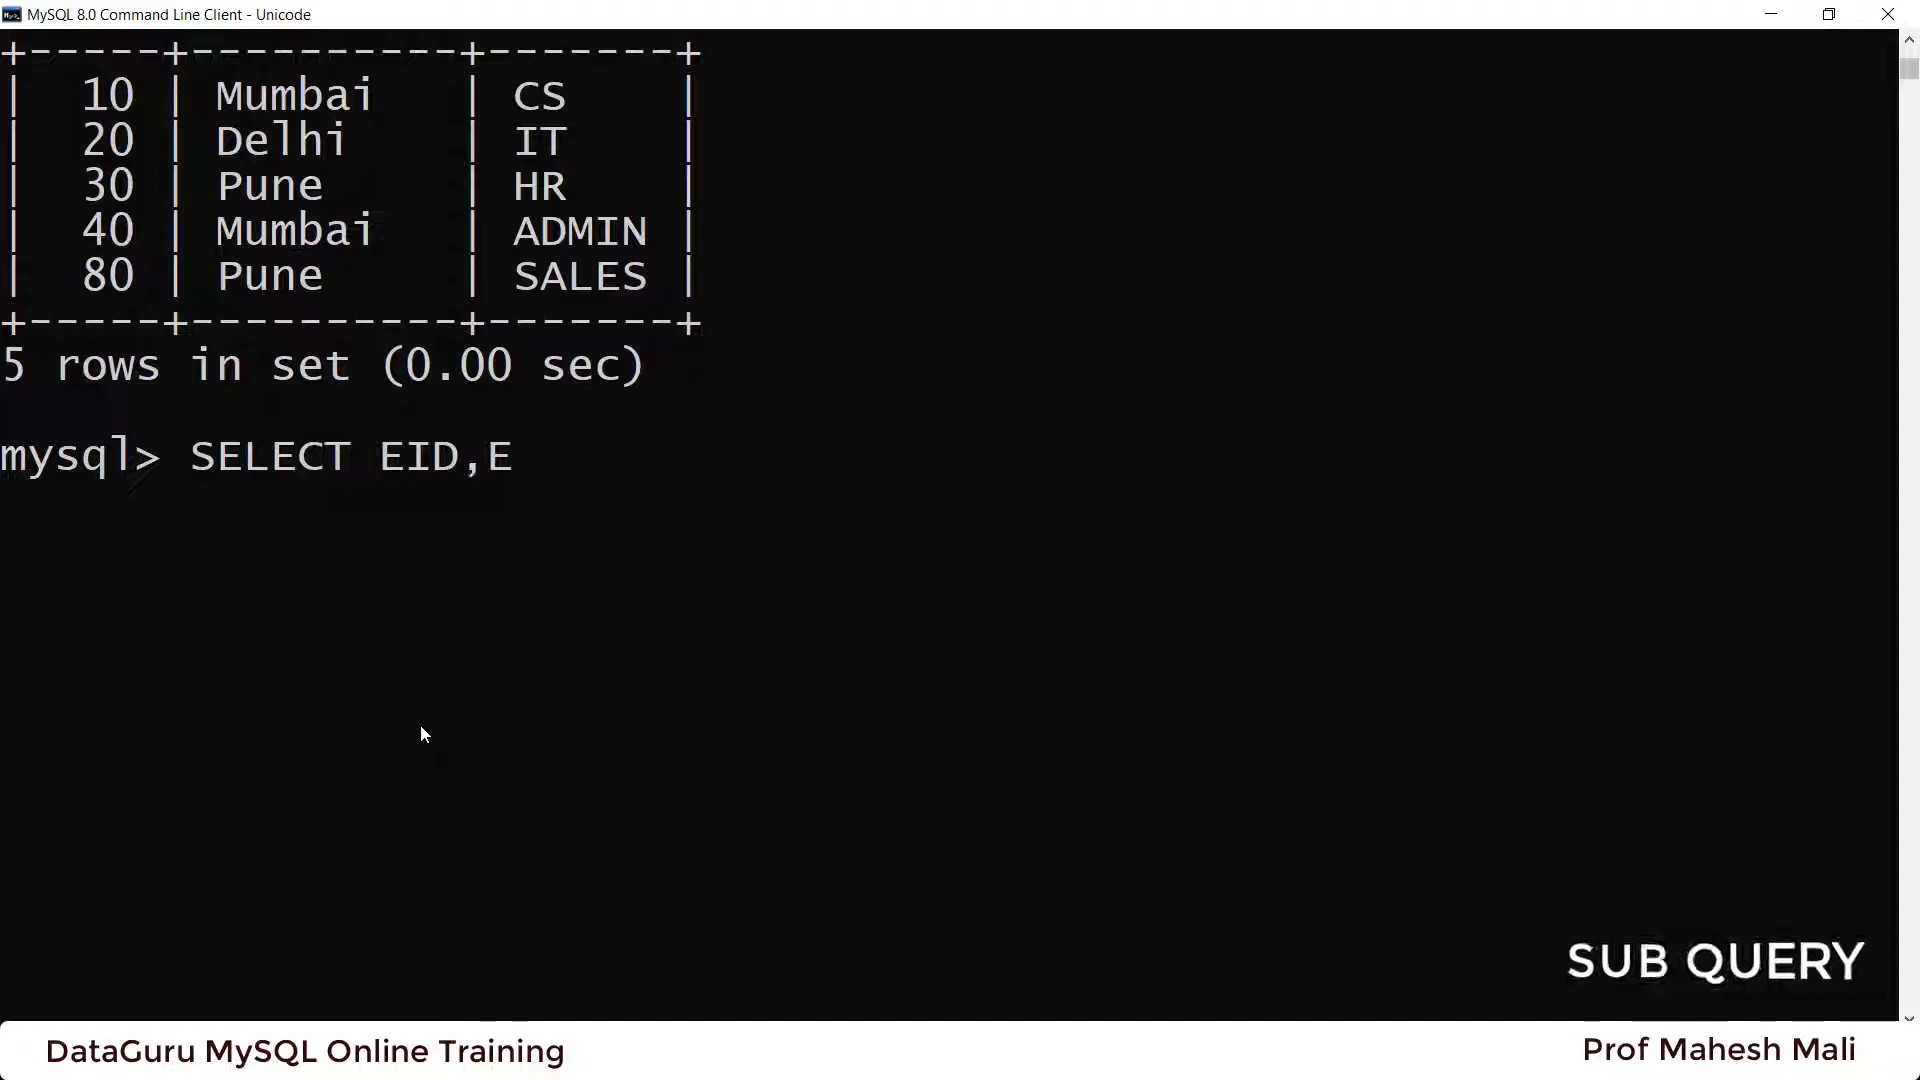 MySQL 8.0 Command Line Client - Unicode
+-----+----------+-------+
|  10 | Mumbai   | CS    |
|  20 | Delhi    | IT    |
|  30 | Pune     | HR    |
|  40 | Mumbai   | ADMIN |
|  80 | Pune     | SALES |
+-----+----------+-------+
5 rows in set (0.00 sec)
mysql> SELECT EID,E
SUB QUERY
DataGuru MySQL Online Training
Prof Mahesh Mali